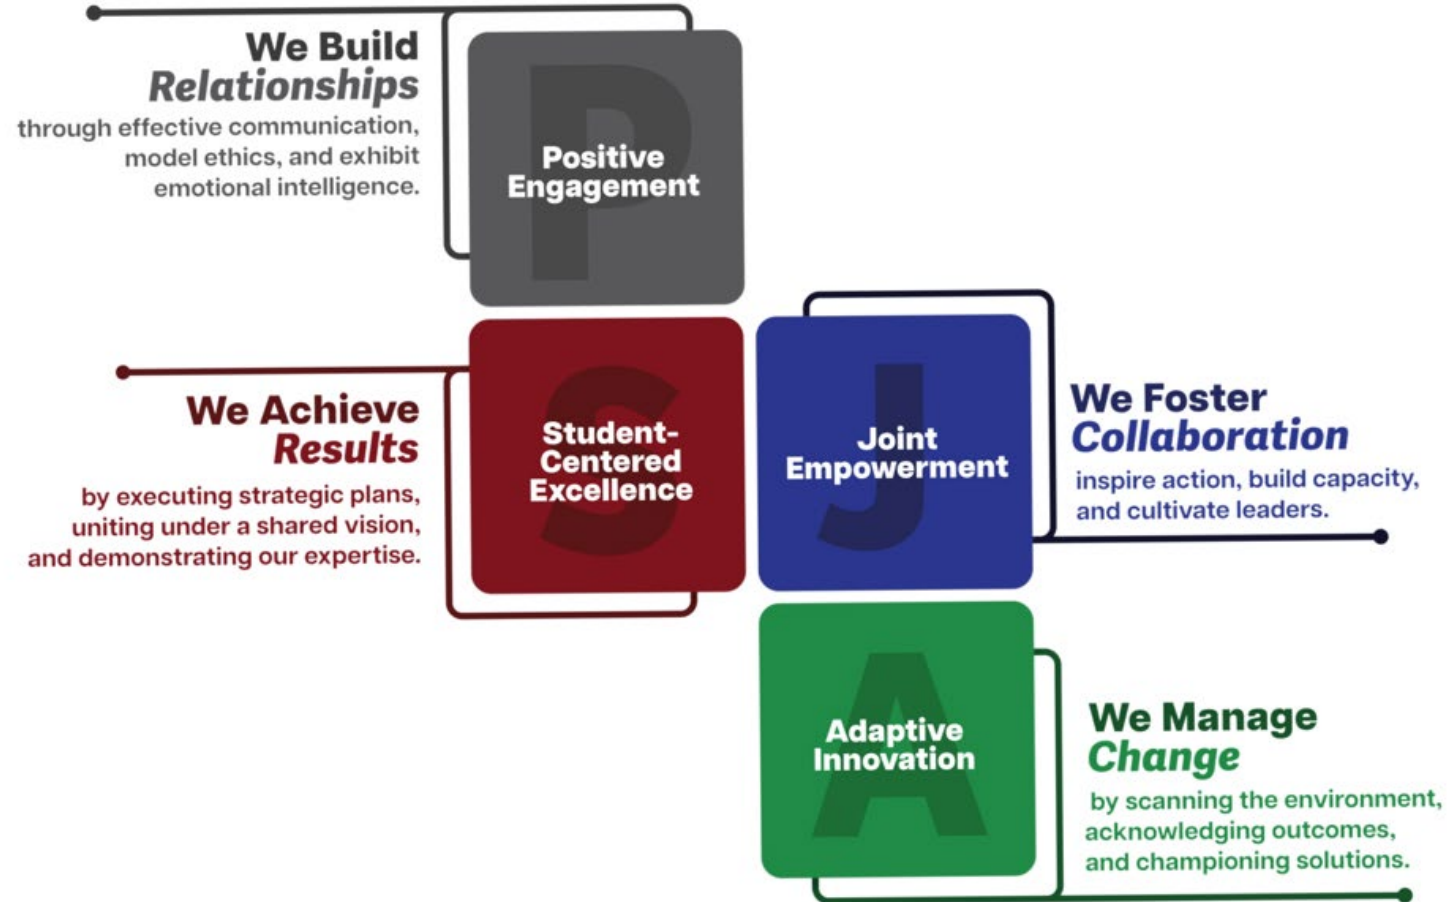 We Build
Relationships
through effective communication,
model ethics, and exhibit
emotional intelligence.
P
Positive
Engagement
We Achieve
Results
by executing strategic plans,
uniting under a shared vision,
and demonstrating our expertise.
S
Student-
Centered
Excellence
J
Joint
Empowerment
We Foster
Collaboration
inspire action, build capacity,
and cultivate leaders.
A
Adaptive
Innovation
We Manage
Change
by scanning the environment,
acknowledging outcomes,
and championing solutions.